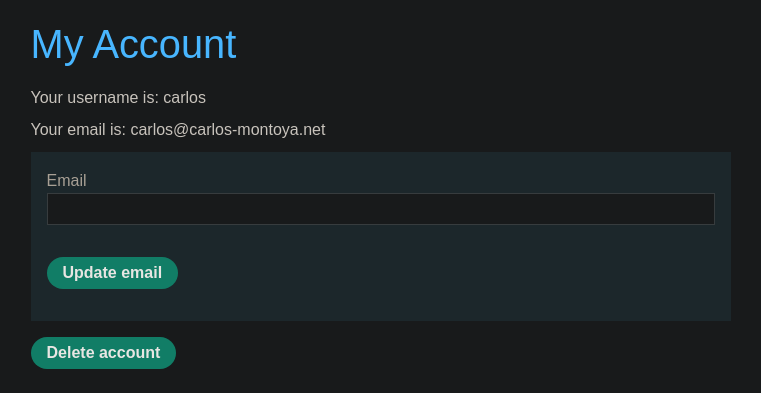 My Account
Your username is: carlos
Your email is: carlos@carlos-montoya.net
Email
Update email
Delete account